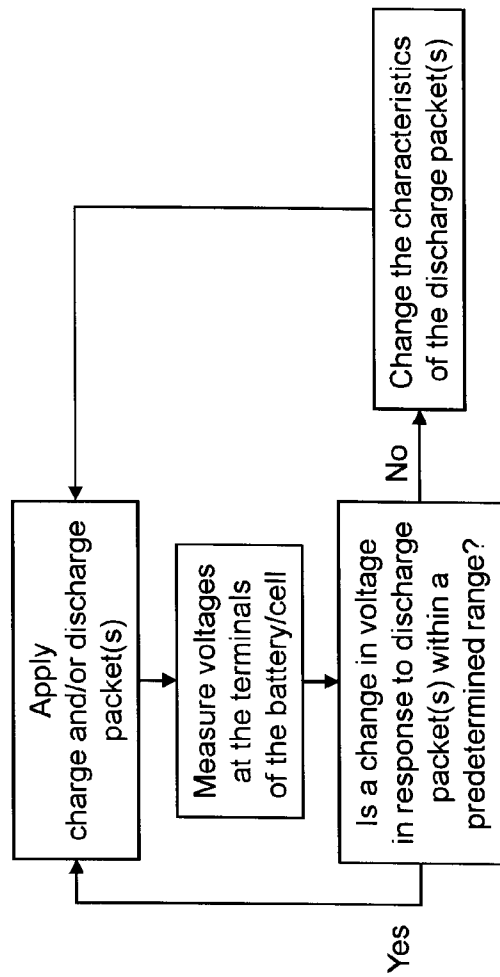 Apply
charge and/or discharge
packet(s)
Measure voltages
at the terminals
of the battery/cell
Is a change in voltage
in response to discharge
packet(s) within a
predetermined range?
Yes
No
Change the characteristics
of the discharge packet(s)